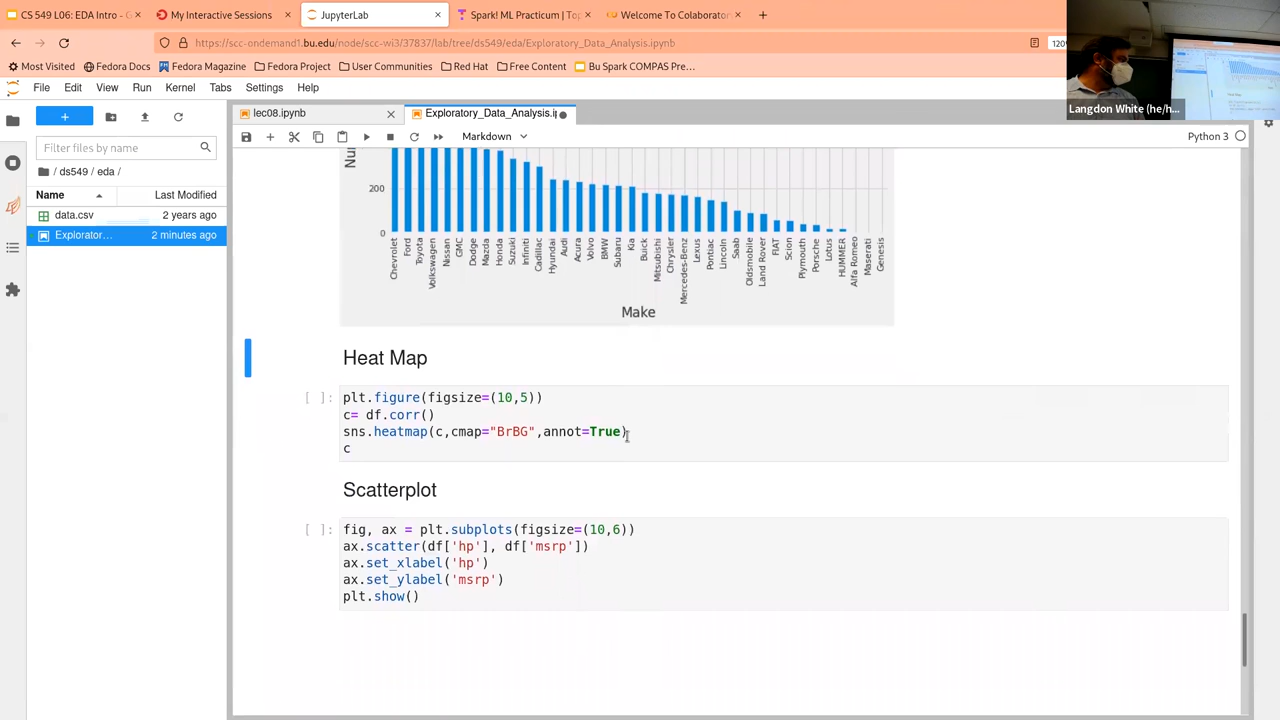 CS 549 L06: EDA Intro - G
My Interactive Sessions
JupyterLab
Spark! ML Practicum | To
Welcome To Colaborato
https://scc-ondemand1.bu.edu/node/scc-wi3/37837/lab/tree/ds549/eda/Exploratory_Data_Analysis.ipynb
120%
Most Visited
Fedora Docs
Fedora Magazine
Fedora Project
User Communities
Red Hat
Free Content
Bu Spark COMPAS Pre...
Langdon White (he/h...
File Edit View Run Kernel Tabs Settings Help
lec08.ipynb
Exploratory_Data_Analysis.ip
Markdown
Python 3
Filter files by name
/ ds549 / eda /
Name
Last Modified
data.csv
2 years ago
Explorator...
2 minutes ago
Nu
200
0
Chevrolet
Ford
Toyota
Volkswagen
Nissan
GMC
Dodge
Mazda
Honda
Suzuki
Infiniti
Cadillac
Hyundai
Audi
Acura
Volvo
BMW
Subaru
Kia
Buick
Mitsubishi
Chrysler
Mercedes-Benz
Lexus
Pontiac
Lincoln
Saab
Oldsmobile
Land Rover
FIAT
Scion
Plymouth
Porsche
Lotus
HUMMER
Alfa Romeo
Maserati
Genesis
Make
Heat Map
[ ]:
plt.figure(figsize=(10,5))
c= df.corr()
sns.heatmap(c,cmap="BrBG",annot=True)
c
Scatterplot
[ ]:
fig, ax = plt.subplots(figsize=(10,6))
ax.scatter(df['hp'], df['msrp'])
ax.set_xlabel('hp')
ax.set_ylabel('msrp')
plt.show()